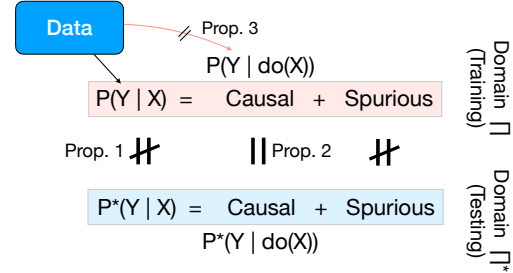 Data
Prop. 3
P(Y | do(X))
P(Y | X) = Causal + Spurious
Domain ∏
(Training)
Prop. 1
Prop. 2
P*(Y | X) = Causal + Spurious
P*(Y | do(X))
Domain ∏*
(Testing)